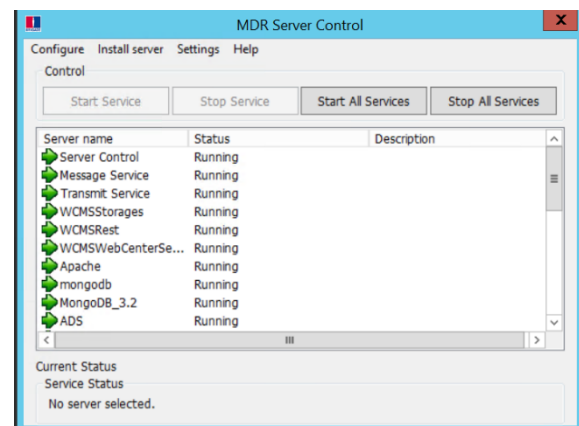 MDR Server Control
X
Configure Install server Settings Help
Control
Start Service Stop Service Start All Services Stop All Services
Server name Status Description
Server Control Running
Message Service Running
Transmit Service Running
WCMSStorages Running
WCMSRest Running
WCMSWebCenterSe... Running
Apache Running
mongodb Running
MongoDB_3.2 Running
ADS Running
Current Status
Service Status
No server selected.